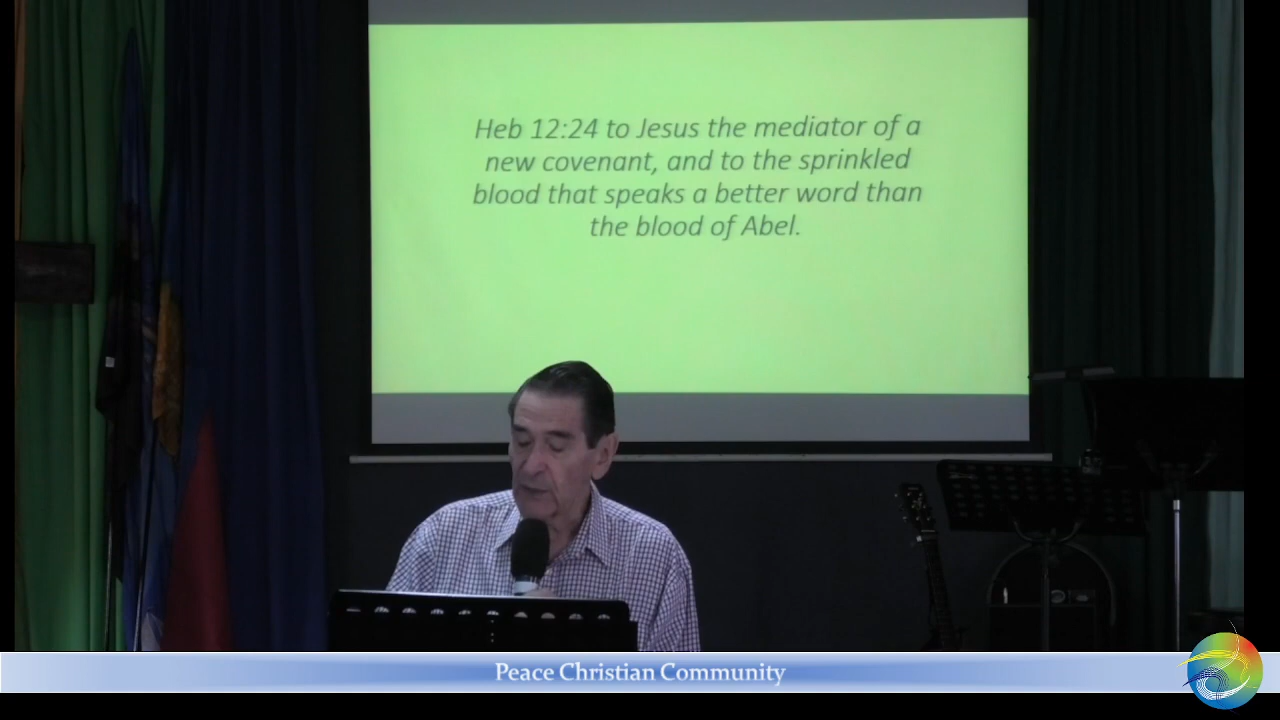 Heb 12:24 to Jesus the mediator of a
new covenant, and to the sprinkled
blood that speaks a better word than
the blood of Abel.
Peace Christian Community